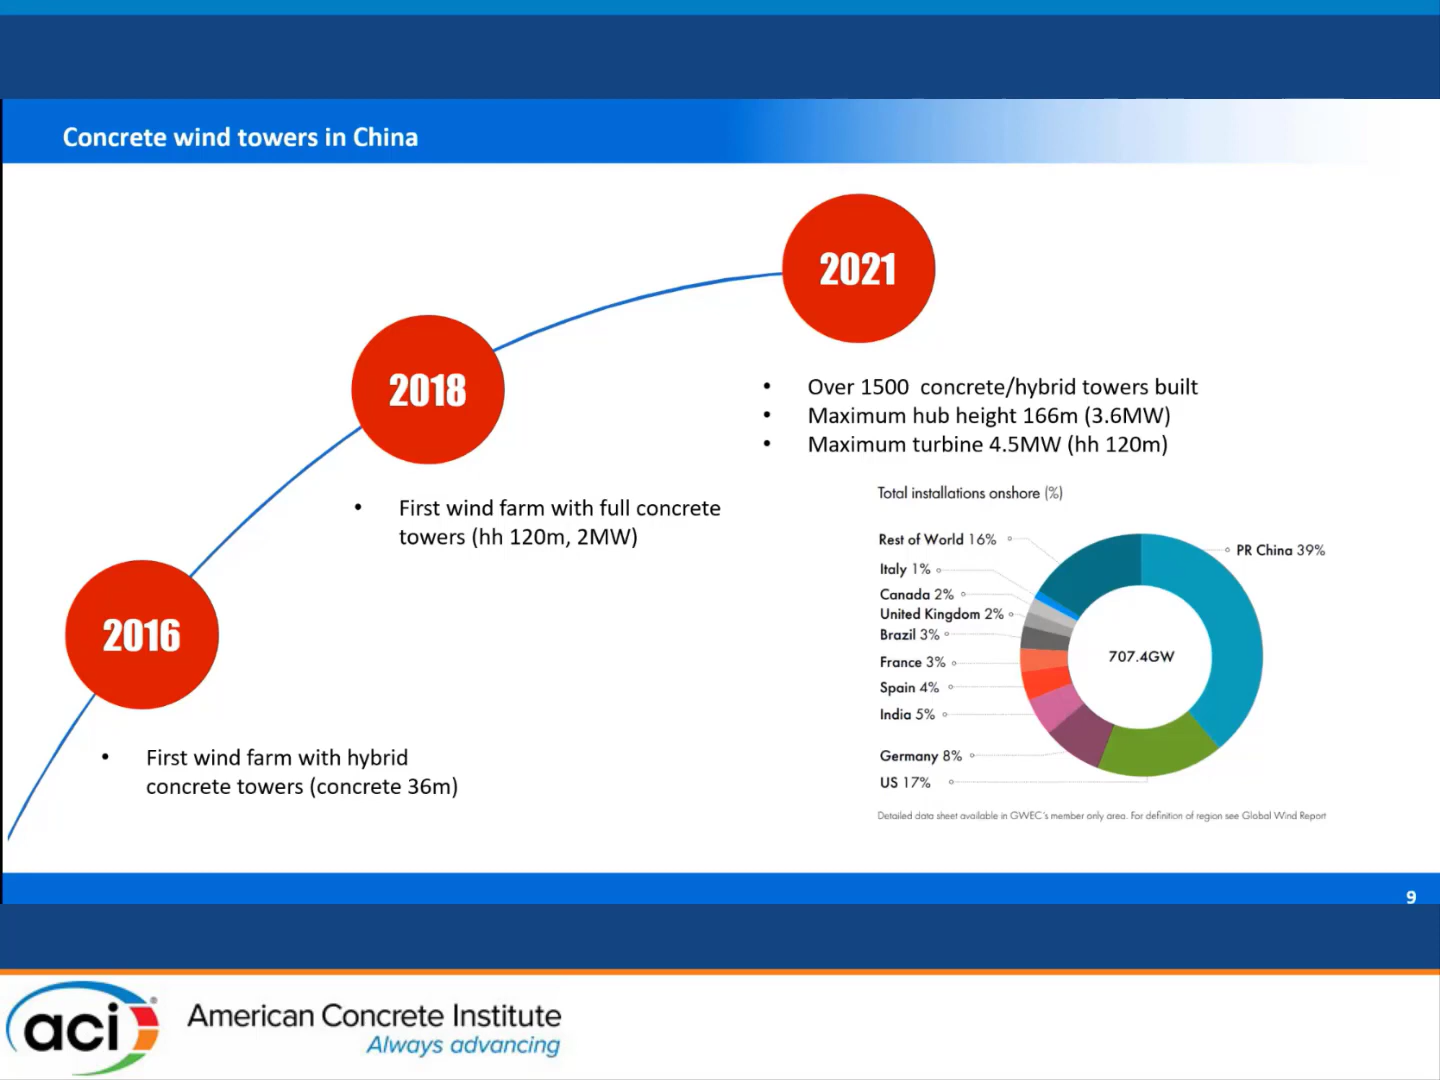 Concrete wind towers in China
2021
2018
2016
• Over 1500 concrete/hybrid towers built
• Maximum hub height 166m (3.6MW)
• Maximum turbine 4.5MW (hh 120m)
• First wind farm with full concrete
towers (hh 120m, 2MW)
• First wind farm with hybrid
concrete towers (concrete 36m)
Total installations onshore (%)
Rest of World 16%
Italy 1%
Canada 2%
United Kingdom 2%
Brazil 3%
France 3%
Spain 4%
India 5%
Germany 8%
US 17%
PR China 39%
707.4GW
Detailed data sheet available in GWEC's member only area. For definition of region see Global Wind Report
9
aci®
American Concrete Institute
Always advancing